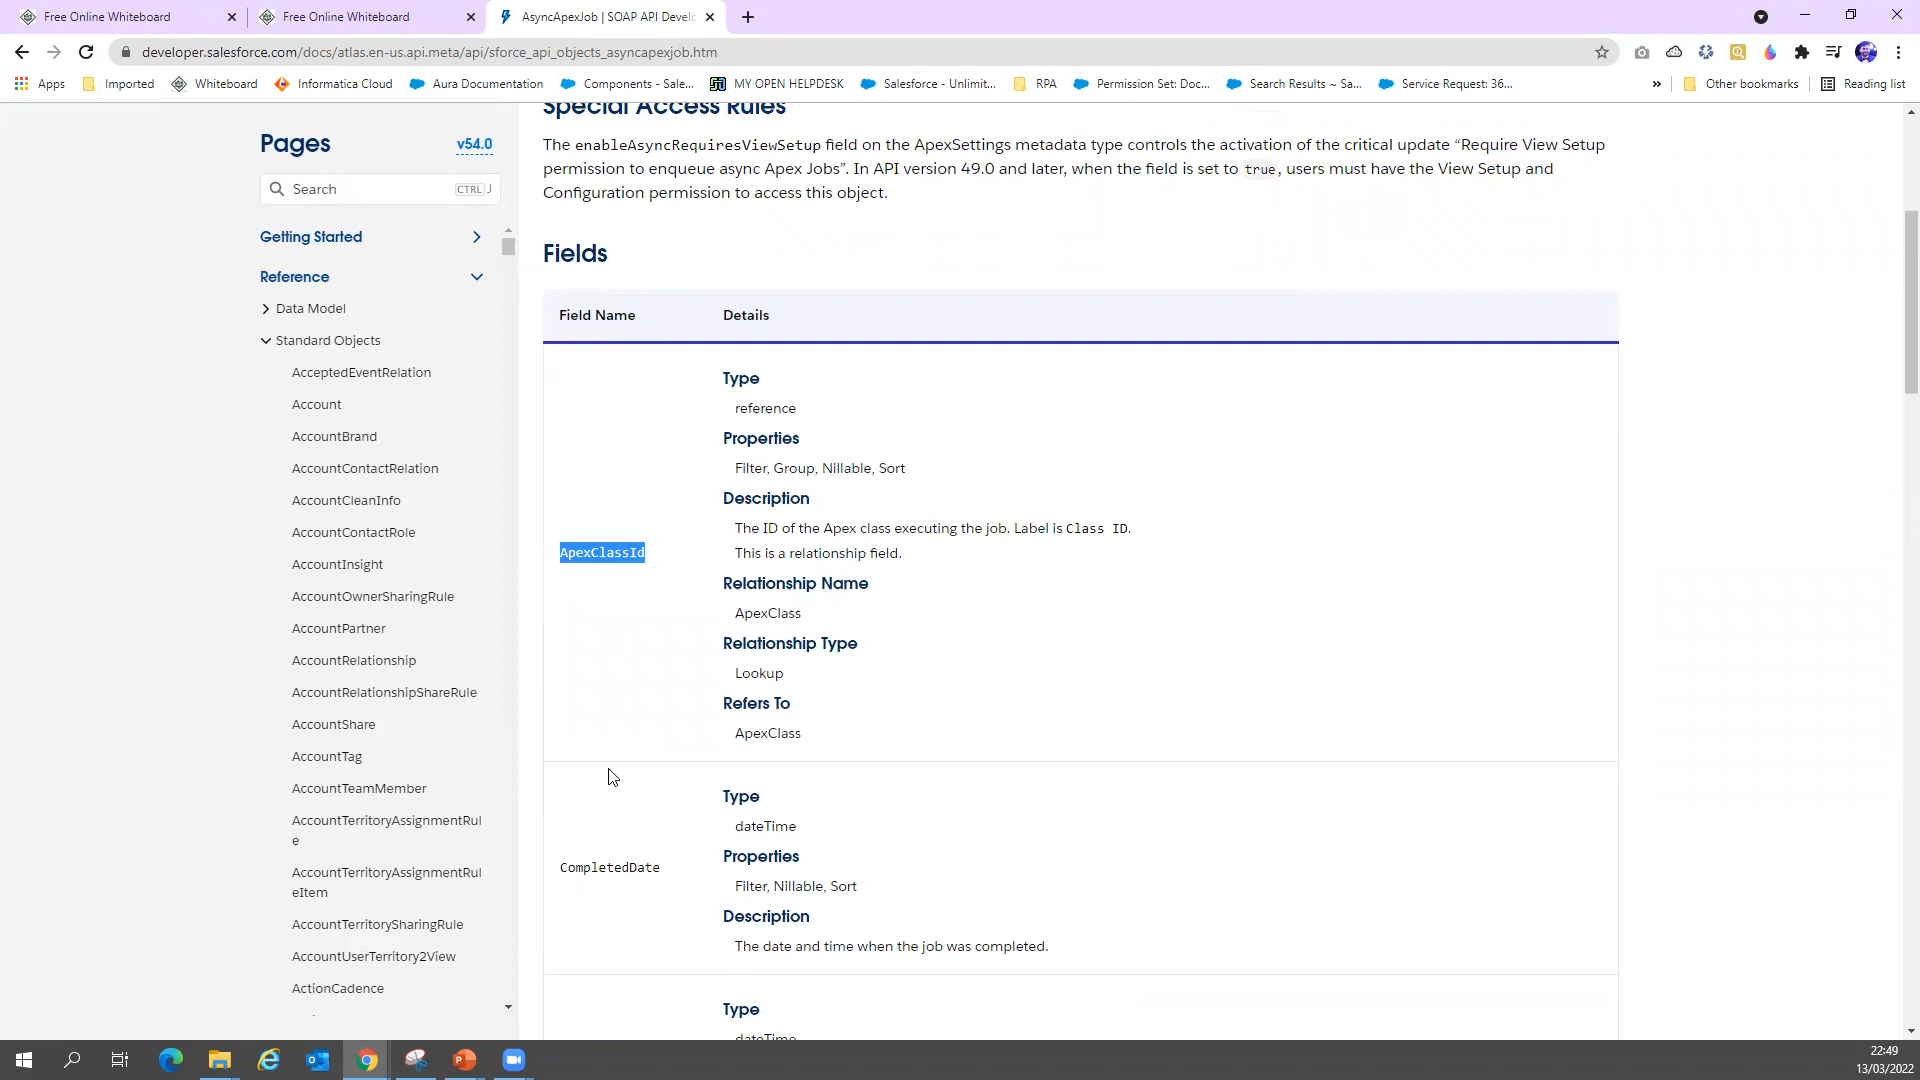 Free Online Whiteboard
Free Online Whiteboard
AsyncApexJob | SOAP API Develo
developer.salesforce.com/docs/atlas.en-us.api.meta/api/sforce_api_objects_asyncapexjob.htm
Apps
Imported
Whiteboard
Informatica Cloud
Aura Documentation
Components - Sale...
MY OPEN HELPDESK
Salesforce - Unlimit...
RPA
Permission Set: Doc...
Search Results ~ Sa...
Service Request: 36...
»
Other bookmarks
Reading list
Pages
v54.0
Search
CTRL J
Getting Started
Reference
Data Model
Standard Objects
AcceptedEventRelation
Account
AccountBrand
AccountContactRelation
AccountCleanInfo
AccountContactRole
AccountInsight
AccountOwnerSharingRule
AccountPartner
AccountRelationship
AccountRelationshipShareRule
AccountShare
AccountTag
AccountTeamMember
AccountTerritoryAssignmentRul
e
AccountTerritoryAssignmentRul
eItem
AccountTerritorySharingRule
AccountUserTerritory2View
ActionCadence
Special Access Rules
The enableAsyncRequiresViewSetup field on the ApexSettings metadata type controls the activation of the critical update “Require View Setup
permission to enqueue async Apex Jobs”. In API version 49.0 and later, when the field is set to true, users must have the View Setup and
Configuration permission to access this object.
Fields
Field Name
Details
ApexClassId
Type
reference
Properties
Filter, Group, Nillable, Sort
Description
The ID of the Apex class executing the job. Label is Class ID.
This is a relationship field.
Relationship Name
ApexClass
Relationship Type
Lookup
Refers To
ApexClass
CompletedDate
Type
dateTime
Properties
Filter, Nillable, Sort
Description
The date and time when the job was completed.
Type
dateTime
22:49
13/03/2022